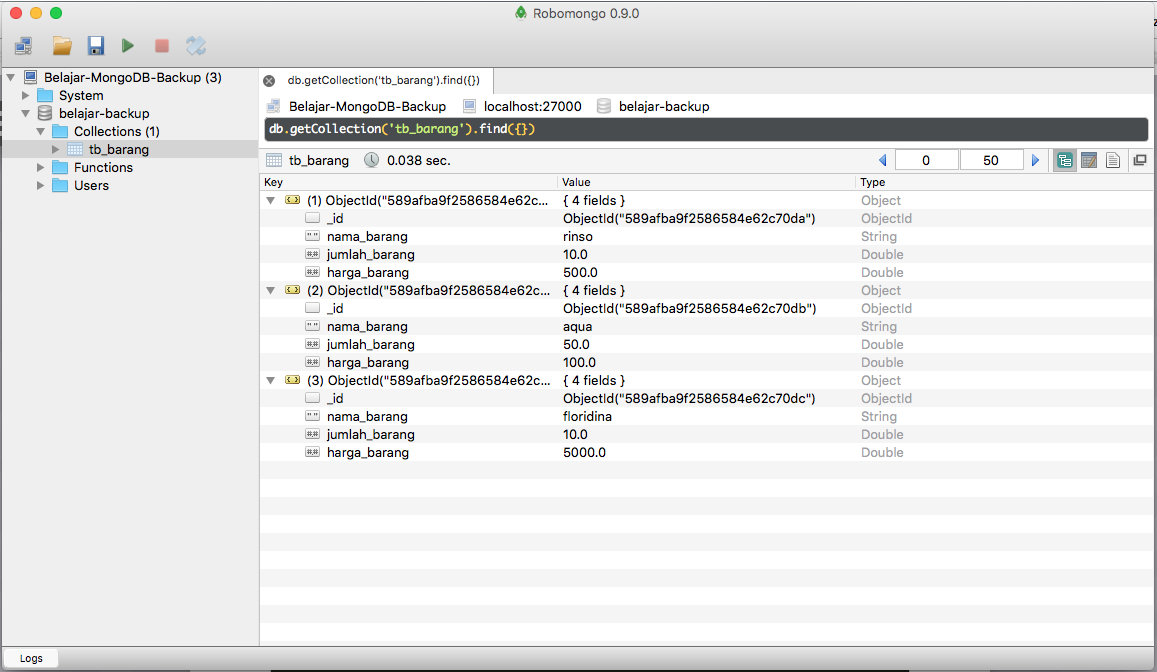 Robomongo 0.9.0
Belajar-MongoDB-Backup (3)
System
belajar-backup
Collections (1)
tb_barang
Functions
Users
db.getCollection('tb_barang').find({})
Belajar-MongoDB-Backup localhost:27000 belajar-backup
db.getCollection('tb_barang').find({})
tb_barang 0.038 sec. 0 50
Key Value Type
(1) ObjectId("589afba9f2586584e62c... { 4 fields } Object
_id ObjectId("589afba9f2586584e62c70da") ObjectId
nama_barang rinso String
jumlah_barang 10.0 Double
harga_barang 500.0 Double
(2) ObjectId("589afba9f2586584e62c... { 4 fields } Object
_id ObjectId("589afba9f2586584e62c70db") ObjectId
nama_barang aqua String
jumlah_barang 50.0 Double
harga_barang 100.0 Double
(3) ObjectId("589afba9f2586584e62c... { 4 fields } Object
_id ObjectId("589afba9f2586584e62c70dc") ObjectId
nama_barang floridina String
jumlah_barang 10.0 Double
harga_barang 5000.0 Double
Logs